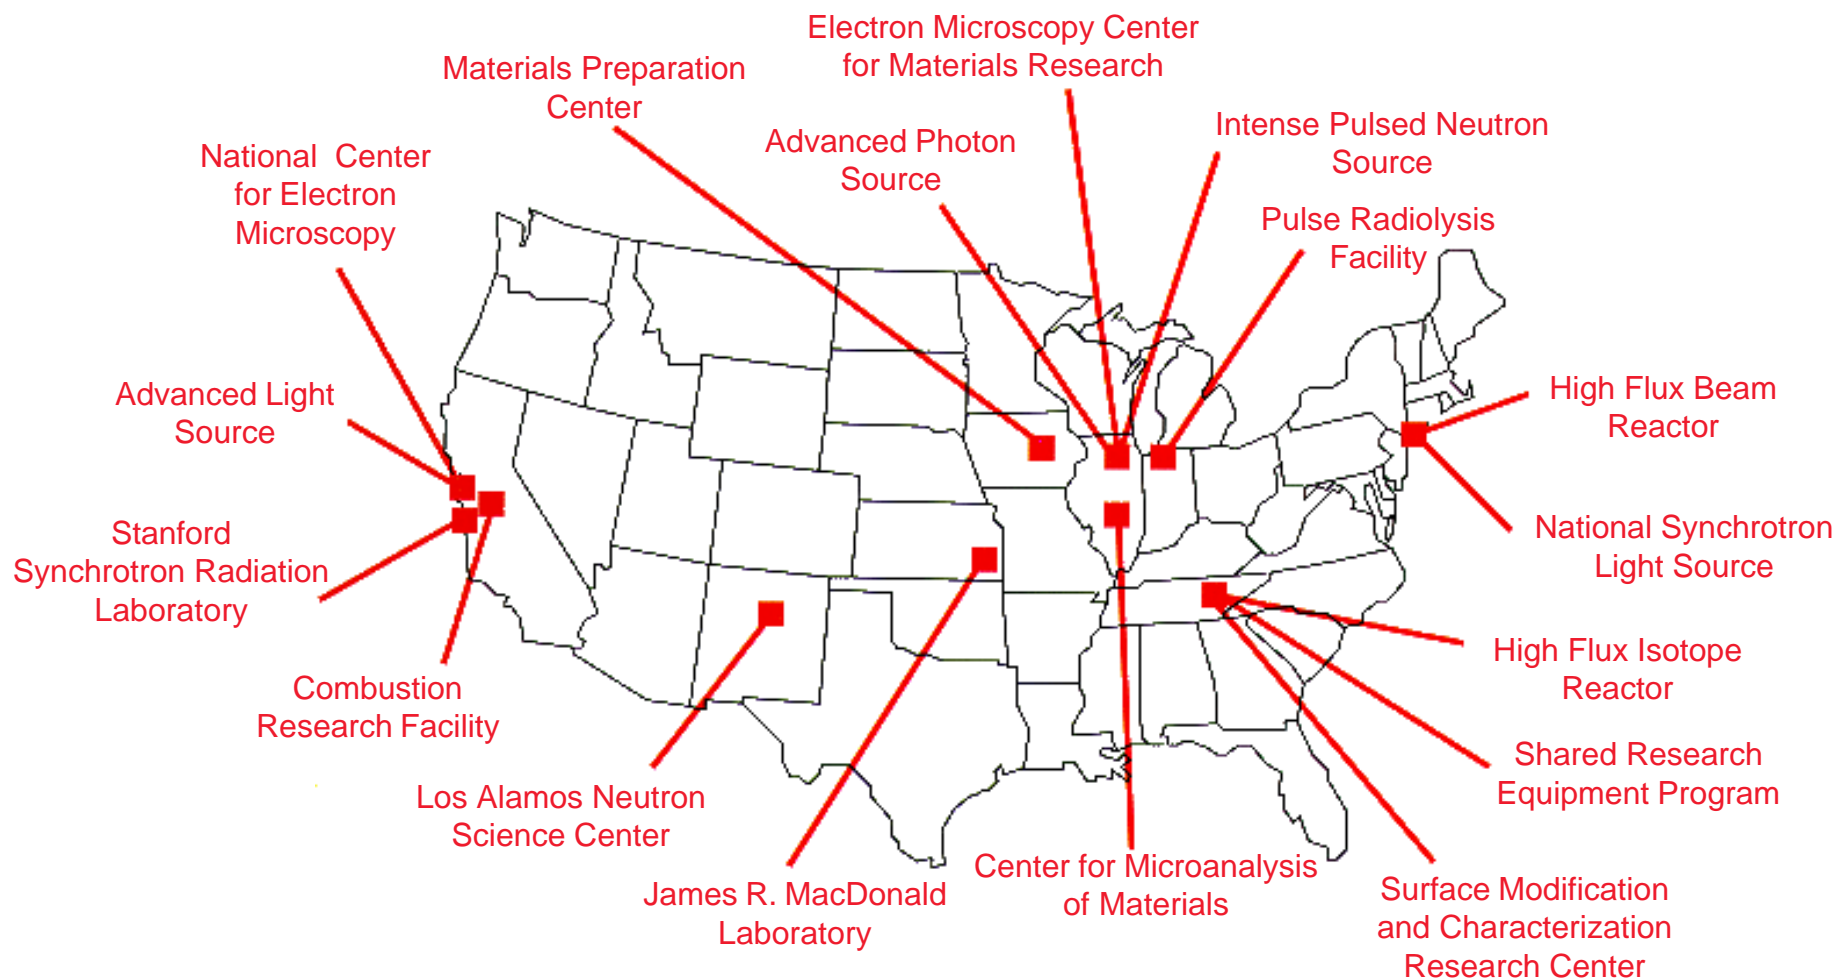 Electron Microscopy Center
for Materials Research
Materials Preparation
Center
Advanced Photon
Source
Intense Pulsed Neutron
Source
National  Center
for Electron
Microscopy
Pulse Radiolysis
Facility
Advanced Light
Source
High Flux Beam
Reactor
Stanford
Synchrotron Radiation
Laboratory
National Synchrotron
Light Source
Combustion
Research Facility
High Flux Isotope
Reactor
Los Alamos Neutron
Science Center
Shared Research
Equipment Program
James R. MacDonald
Laboratory
Center for Microanalysis
of Materials
Surface Modification
and Characterization
Research Center